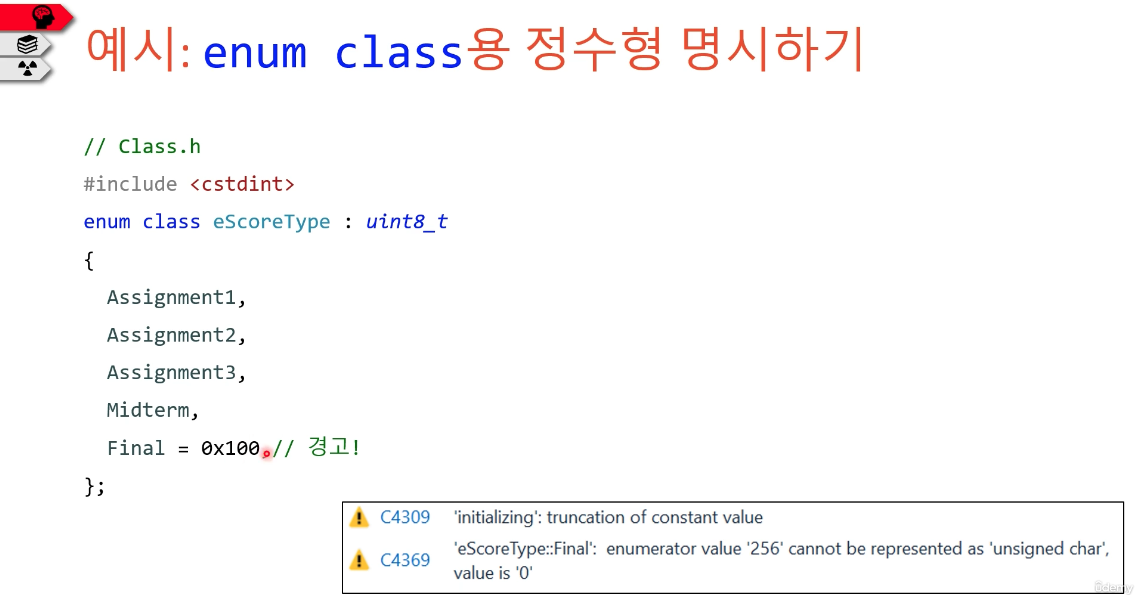 예시: enum class용 정수형 명시하기
// Class.h
#include <cstdint>
enum class eScoreType : uint8_t
{
Assignment1,
Assignment2,
Assignment3,
Midterm,
Final = 0x100, // 경고!
};
C4309 'initializing': truncation of constant value
C4369 'eScoreType::Final': enumerator value '256' cannot be represented as 'unsigned char',
value is '0'
ûdemy